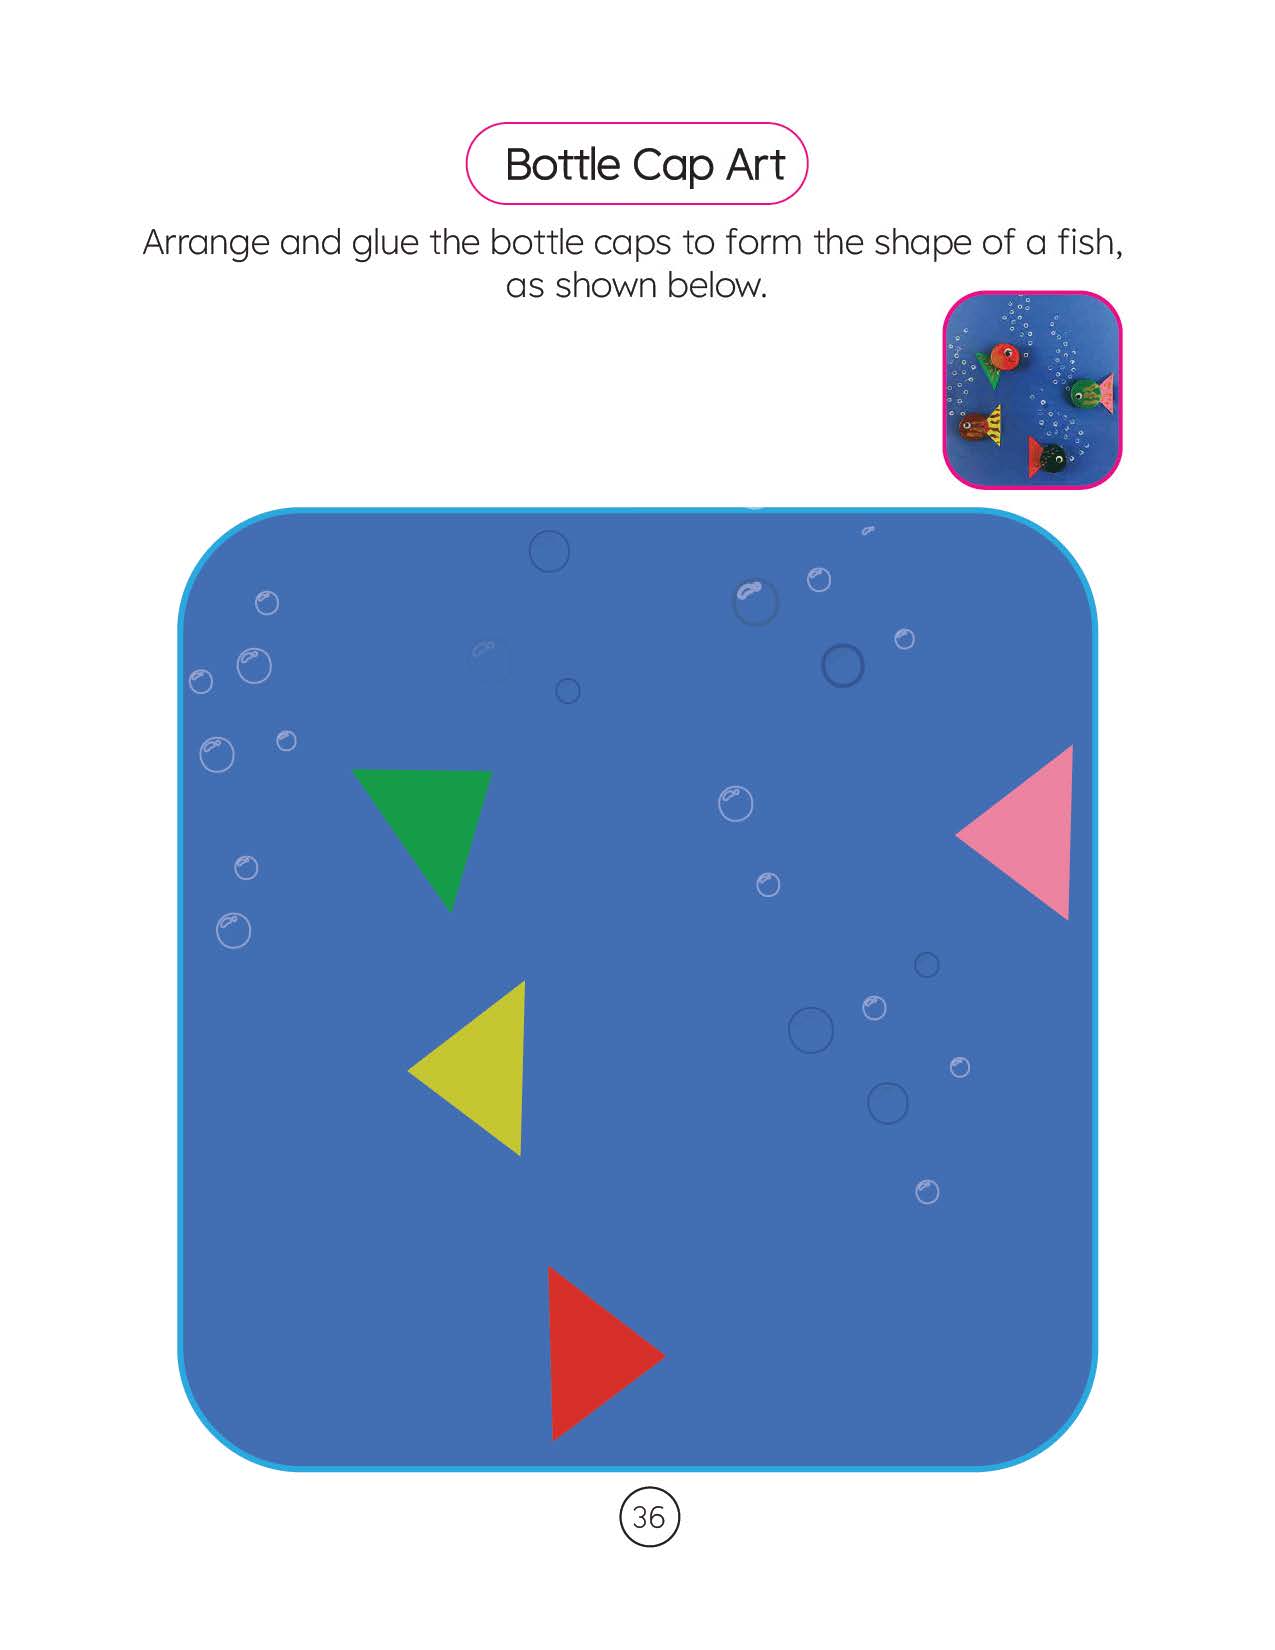 Bottle Cap Art
Arrange and glue the bottle caps to form the shape of a fish,
as shown below.
36